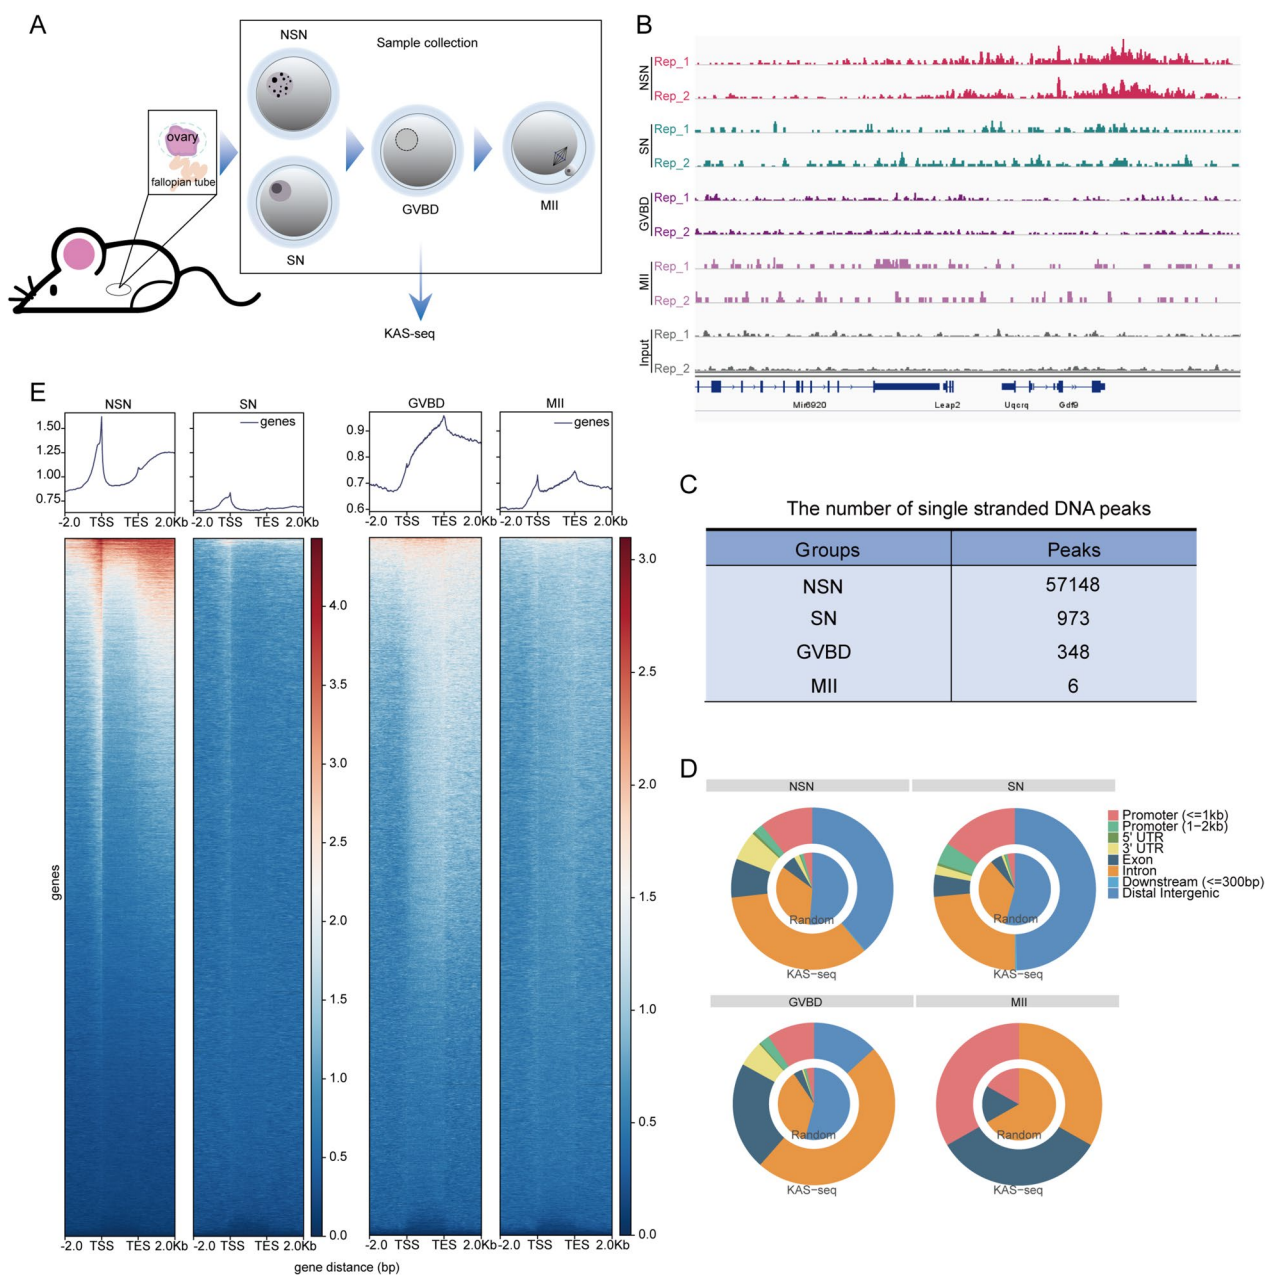 A
NSN
Sample collection
ovary
fallopian tube
GVBD
MII
SN
KAS-seq
B
NSN
Rep_1
Rep_2
SN
Rep_1
Rep_2
GVBD
Rep_1
Rep_2
MII
Rep_1
Rep_2
Input
Rep_1
Rep_2
Mir6920 Leap2 Uqcrq Gdf9
C
The number of single stranded DNA peaks
Groups Peaks
NSN 57148
SN 973
GVBD 348
MII 6
D
NSN SN
Random Random
KAS-seq KAS-seq
Promoter (<=1kb)
Promoter (1-2kb)
5' UTR
3' UTR
Exon
Intron
Downstream (<=300bp)
Distal Intergenic
GVBD MII
Random Random
KAS-seq KAS-seq
E
NSN SN GVBD MII
genes genes
1.50
1.25
1.00
0.75
0.9
0.8
0.7
0.6
-2.0 TSS TES 2.0Kb -2.0 TSS TES 2.0Kb -2.0 TSS TES 2.0Kb -2.0 TSS TES 2.0Kb
genes
4.0
3.5
3.0
2.5
2.0
1.5
1.0
0.5
0.0
3.0
2.5
2.0
1.5
1.0
0.5
0.0
-2.0 TSS TES 2.0Kb -2.0 TSS TES 2.0Kb -2.0 TSS TES 2.0Kb -2.0 TSS TES 2.0Kb
gene distance (bp)